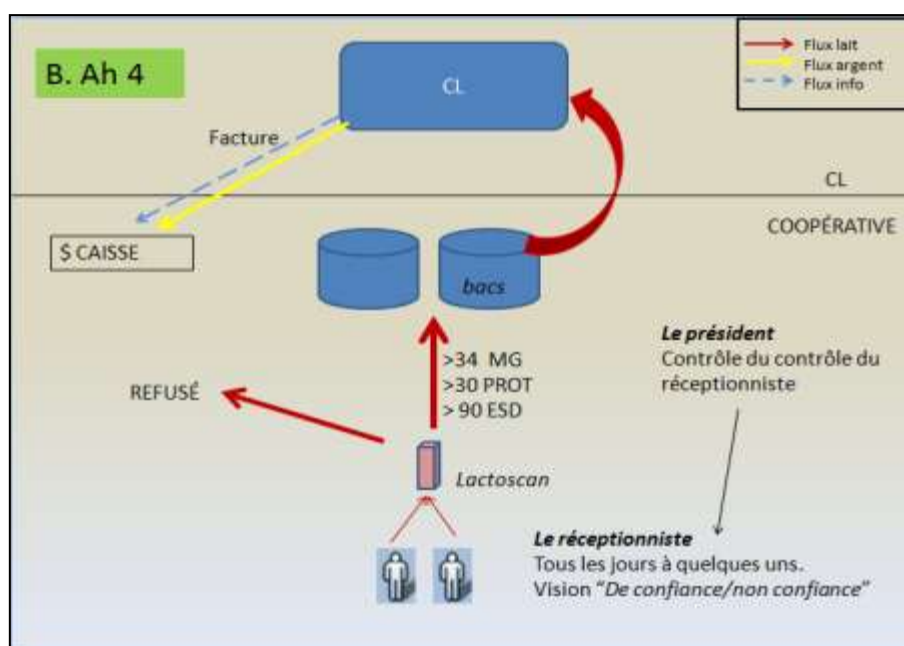 B. Ah 4
CL
Flux lait
Flux argent
Flux info
Facture
CL
COOPÉRATIVE
$ CAISSE
bacs
>34 MG
>30 PROT
> 90 ESD
REFUSÉ
Lactoscan
Le président
Contrôle du contrôle du
réceptionniste
Le réceptionniste
Tous les jours à quelques uns.
Vision "De confiance/non confiance"